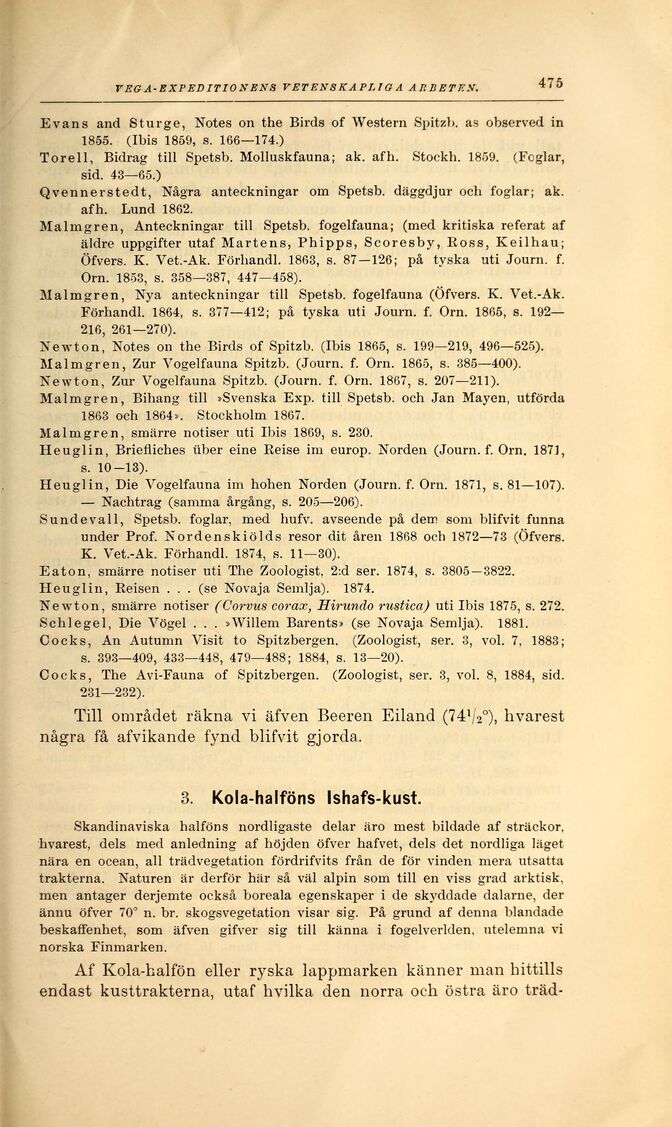 VEGA-EXPEDITIONENS VETENSKAPLIGA ARBETEN. 475
Evans and Sturge, Notes on the Birds of Western Spitzb. as observed in
1855. (Ibis 1859, s. 166—174.)
Torell, Bidrag till Spetsb. Molluskfauna; ak. afh. Stockh. 1859. (Foglar,
sid. 43—65.)
Qvennerstedt, Några anteckningar om Spetsb. däggdjur och foglar; ak.
afh. Lund 1862.
Malmgren, Anteckningar till Spetsb. fogelfauna; (med kritiska referat af
äldre uppgifter utaf Martens, Phipps, Scoresby, Ross, Keilhau;
Öfvers. K. Vet.-Ak. Förhandl. 1863, s. 87—126; på tyska uti Journ. f.
Orn. 1853, s. 358—387, 447—458).
Malmgren, Nya anteckningar till Spetsb. fogelfauna (Öfvers. K. Vet.-Ak.
Förhandl. 1864, s. 377—412; på tyska uti Journ. f. Orn. 1865, s. 192—
216, 261—270).
Newton, Notes on the Birds of Spitzb. (Ibis 1865, s. 199—219, 496—525).
Malmgren, Zur Vogelfauna Spitzb. (Journ. f. Orn. 1865, s. 385—400).
Newton, Zur Vogelfauna Spitzb. (Journ. f. Orn. 1867, s. 207—211).
Malmgren, Bihang till »Svenska Exp. till Spetsb. och Jan Mayen, utförda
1863 och 1864». Stockholm 1867.
Malmgren, smärre notiser uti Ibis 1869, s. 230.
Heuglin, Briefliches über eine Reise im europ. Norden (Journ. f. Orn. 1871,
s. 10—13).
Heuglin, Die Vogelfauna im hohen Norden (Journ. f. Orn. 1871, s. 81—107).
— Nachtrag (samma årgång, s. 205—206).
Sundevall, Spetsb. foglar, med hufv. avseende på dem som blifvit funna
under Prof. Nordenskiölds resor dit åren 1868 och 1872—73 (Öfvers.
K. Vet.-Ak. Förhandl. 1874, s. 11—30).
Eaton, smärre notiser uti The Zoologist, 2:d ser. 1874, s. 3805—3822.
Heuglin, Reisen . . . (se Novaja Semlja). 1874.
Newton, smärre notiser (Corvus corax, Hirundo rustica) uti Ibis 1875, s. 272.
Schlegel, Die Vögel . . . »Willem Barents» (se Novaja Semlja). 1881.
Cocks, An Autumn Visit to Spitzbergen. (Zoologist, ser. 3, vol. 7, 1883;
s. 393—409, 433—448, 479—488; 1884, s. 13—20).
Cocks, The Avi-Fauna of Spitzbergen. (Zoologist, ser. 3, vol. 8, 1884, sid.
231—232).
Till området räkna vi äfven Beeren Eiland (74¹/₂°), hvarest
några få afvikande fynd blifvit gjorda.
3. Kola-halföns Ishafs-kust.
Skandinaviska halföns nordligaste delar äro mest bildade af sträckor,
hvarest, dels med anledning af höjden öfver hafvet, dels det nordliga läget
nära en ocean, all trädvegetation fördrifvits från de för vinden mera utsatta
trakterna. Naturen är derför här så väl alpin som till en viss grad arktisk,
men antager derjemte också boreala egenskaper i de skyddade dalarne, der
ännu öfver 70° n. br. skogsvegetation visar sig. På grund af denna blandade
beskaffenhet, som äfven gifver sig till känna i fogelverlden, utelemna vi
norska Finmarken.
Af Kola-halfön eller ryska lappmarken känner man hittills
endast kusttrakterna, utaf hvilka den norra och östra äro träd-